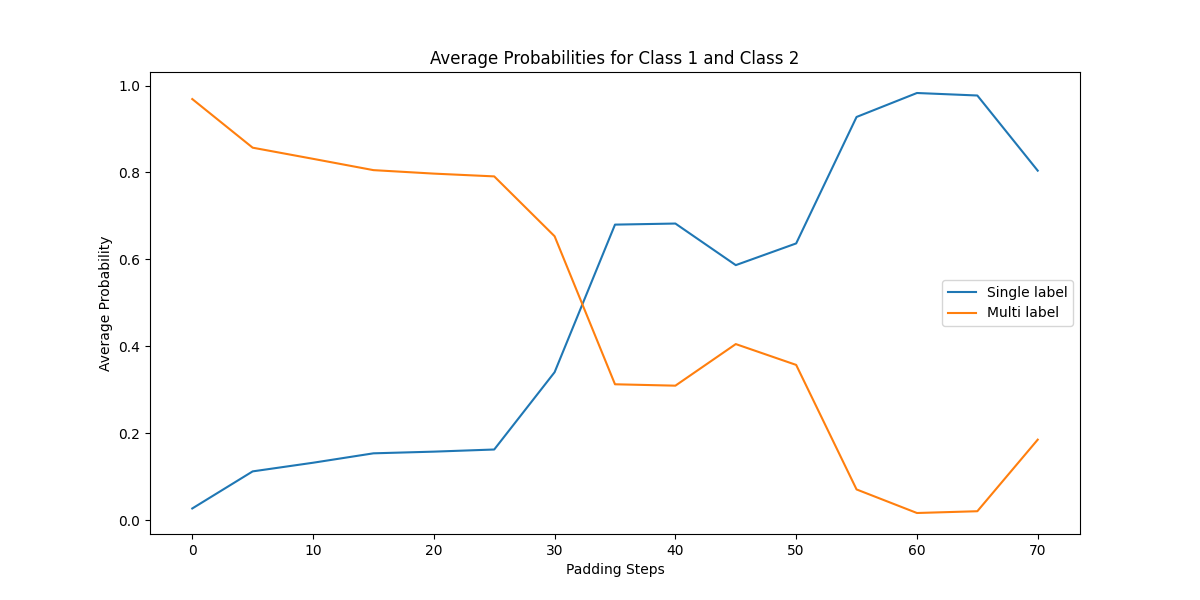 Average Probabilities for Class 1 and Class 2
1.0
0.8
0.6
0.4
0.2
0.0
Average Probability
Single label
Multi label
0 10 20 30 40 50 60 70
Padding Steps